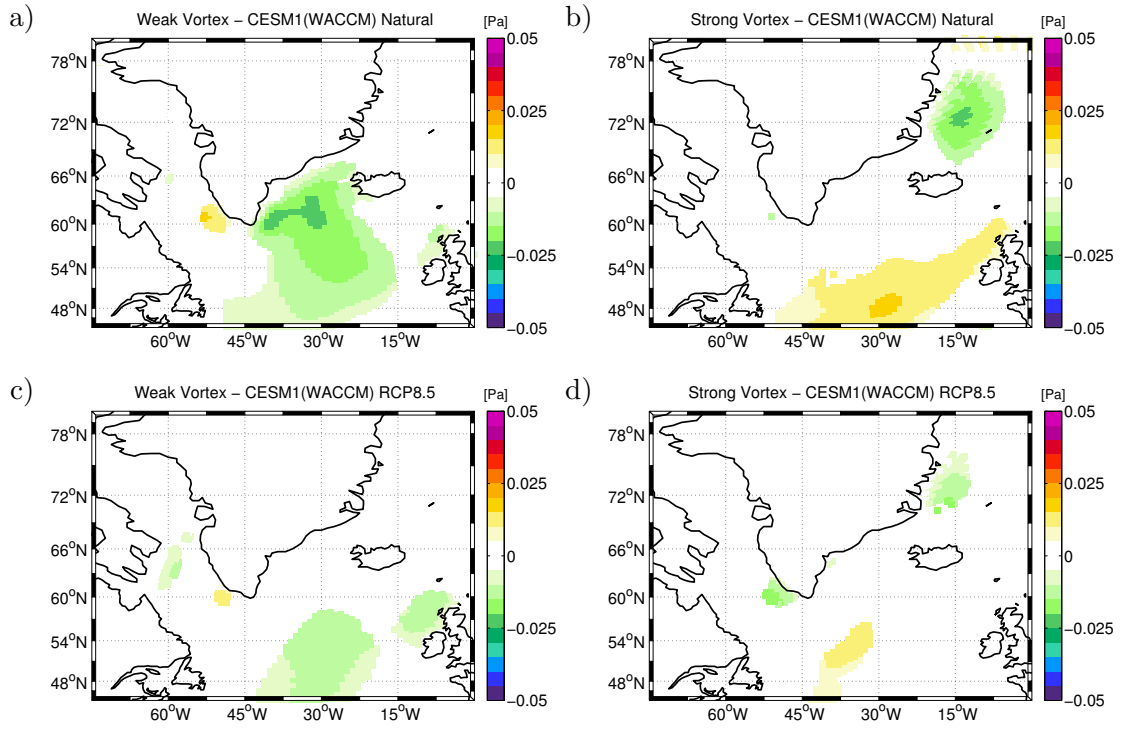 a)
Weak Vortex – CESM1(WACCM) Natural
[Pa]
78°N
72°N
66°N
60°N
54°N
48°N
60°W
45°W
30°W
15°W
0.05
0.025
0
−0.025
−0.05
b)
Strong Vortex – CESM1(WACCM) Natural
[Pa]
78°N
72°N
66°N
60°N
54°N
48°N
60°W
45°W
30°W
15°W
0.05
0.025
0
−0.025
−0.05
c)
Weak Vortex – CESM1(WACCM) RCP8.5
[Pa]
78°N
72°N
66°N
60°N
54°N
48°N
60°W
45°W
30°W
15°W
0.05
0.025
0
−0.025
−0.05
d)
Strong Vortex – CESM1(WACCM) RCP8.5
[Pa]
78°N
72°N
66°N
60°N
54°N
48°N
60°W
45°W
30°W
15°W
0.05
0.025
0
−0.025
−0.05